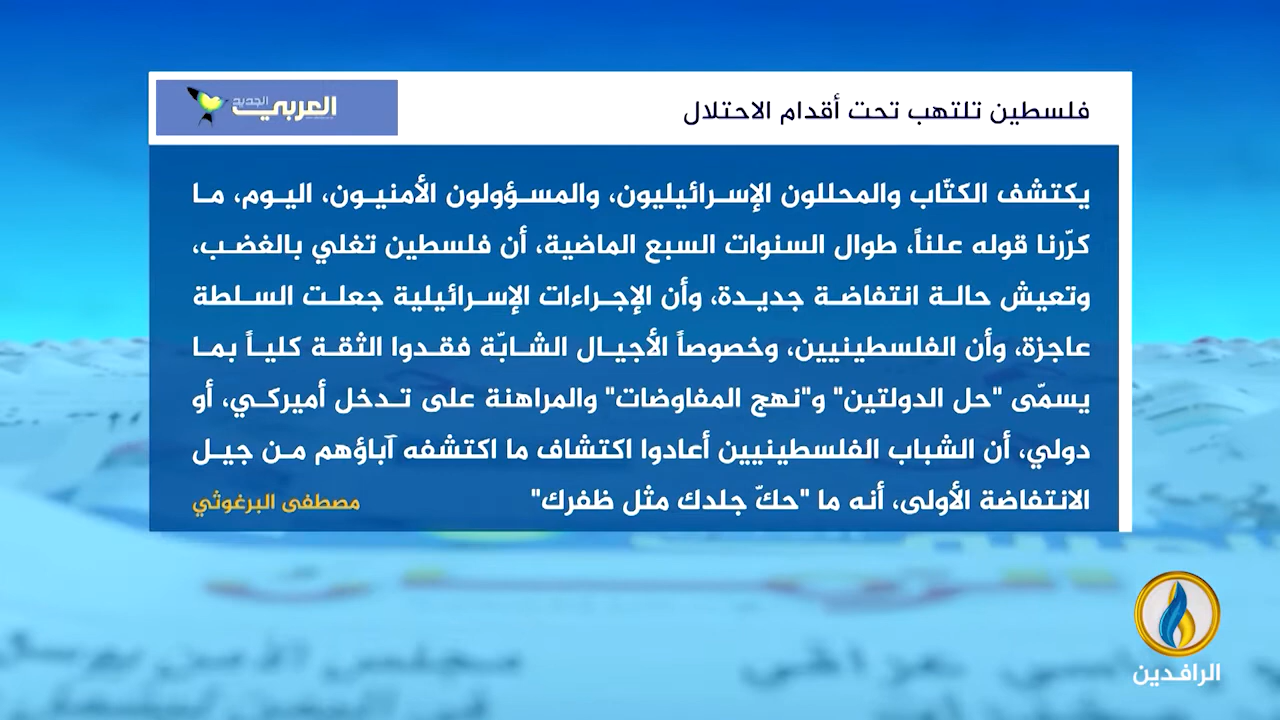 فلسطين تلتهب تحت أقدام الاحتلال
العربي الجديد
يكتشف الكتّاب والمحللون الإسرائيليون، والمسؤولون الأمنيون، اليوم، ما
كرّرنا قوله علناً، طوال السنوات السبع الماضية، أن فلسطين تغلي بالغضب،
وتعيش حالة انتفاضة جديدة، وأن الإجراءات الإسرائيلية جعلت السلطة
عاجزة، وأن الفلسطينيين، وخصوصاً الأجيال الشابّة فقدوا الثقة كلياً بما
يسمّى "حل الدولتين" و"نهج المفاوضات" والمراهنة على تدخل أميركي، أو
دولي، أن الشباب الفلسطينيين أعادوا اكتشاف ما اكتشفه آباؤهم من جيل
الانتفاضة الأولى، أنه ما "حكّ جلدك مثل ظفرك"
مصطفى البرغوثي
مجلس الأمن
الرافدين